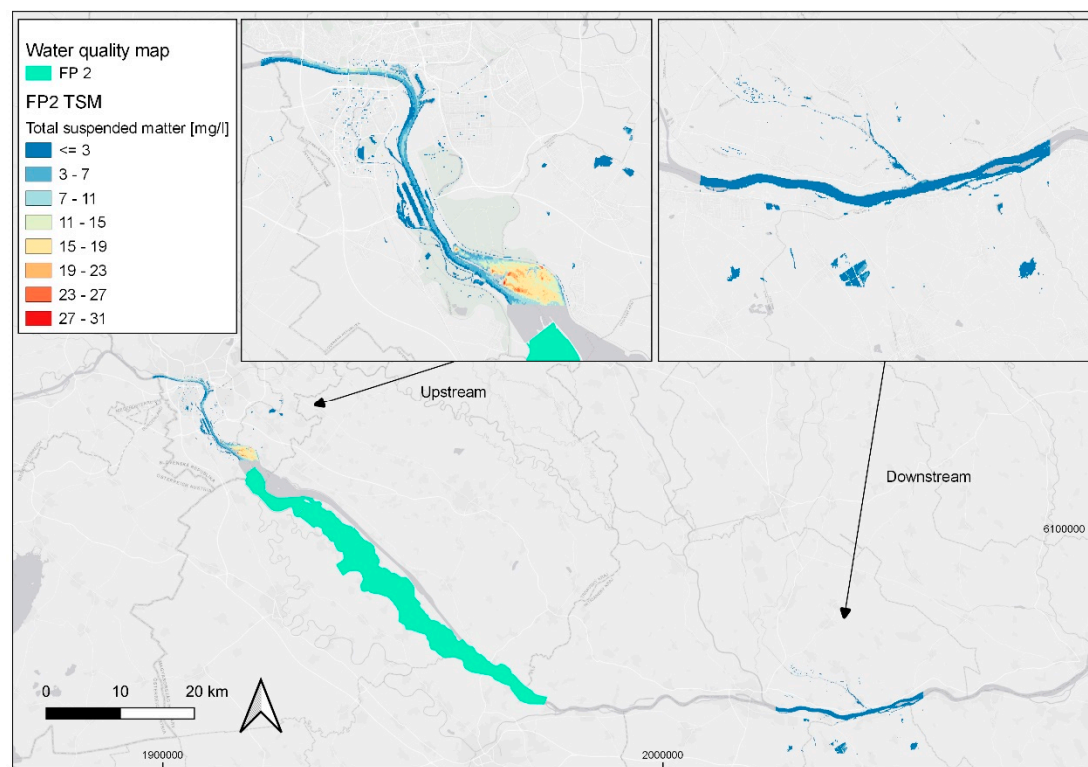 Water quality map
FP 2
FP2 TSM
Total suspended matter [mg/l]
<= 3
3 - 7
7 - 11
11 - 15
15 - 19
19 - 23
23 - 27
27 - 31
Upstream
Downstream
6100000
0 10 20 km
1900000
2000000